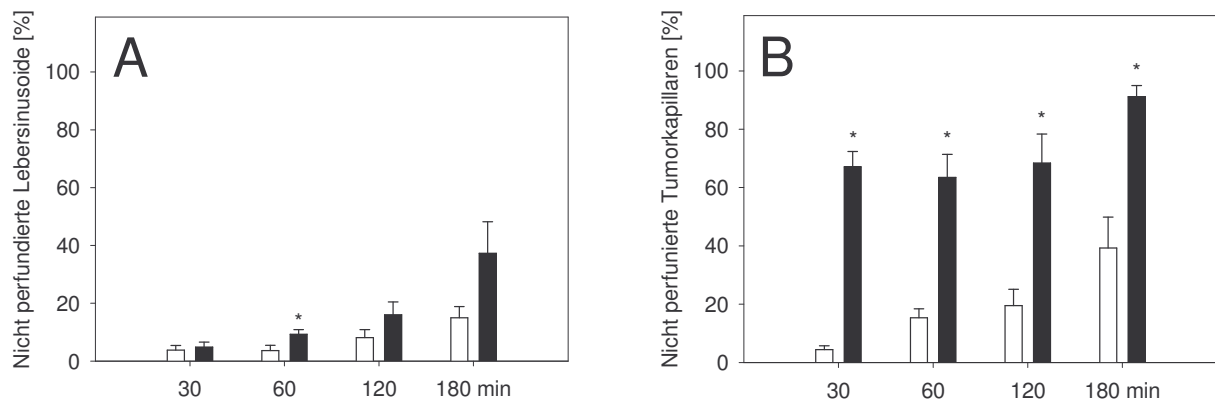 Nicht perfundierte Lebersinusoide [%]
A
100
80
60
40
20
0
*
30 60 120 180 min
Nicht perfunierte Tumorkapillaren [%]
B
100
80
60
40
20
0
* * * *
30 60 120 180 min